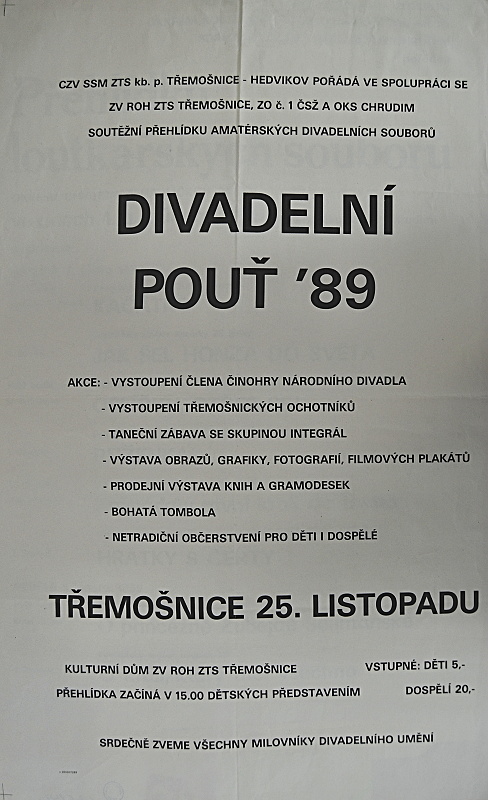 CZV SSM ZTS kb. p. TŘEMOŠNICE - HEDVIKOV POŘÁDÁ VE SPOLUPRÁCI SE
ZV ROH ZTS TŘEMOŠNICE, ZO č. 1 ČSŽ A OKS CHRUDIM
SOUTĚŽNÍ PŘEHLÍDKU AMATÉRSKÝCH DIVADELNÍCH SOUBORŮ
DIVADELNÍ
POUŤ ’89
AKCE: - VYSTOUPENÍ ČLENA ČINOHRY NÁRODNÍHO DIVADLA
- VYSTOUPENÍ TŘEMOŠNICKÝCH OCHOTNÍKŮ
- TANEČNÍ ZÁBAVA SE SKUPINOU INTEGRÁL
- VÝSTAVA OBRAZŮ, GRAFIKY, FOTOGRAFIÍ, FILMOVÝCH PLAKÁTŮ
- PRODEJNÍ VÝSTAVA KNIH A GRAMODESEK
- BOHATÁ TOMBOLA
- NETRADIČNÍ OBČERSTVENÍ PRO DĚTI I DOSPĚLÉ
TŘEMOŠNICE 25. LISTOPADU
KULTURNÍ DŮM ZV ROH ZTS TŘEMOŠNICE VSTUPNÉ: DĚTI 5,-
PŘEHLÍDKA ZAČÍNÁ V 15.00 DĚTSKÝCH PŘEDSTAVENÍM DOSPĚLÍ 20,-
SRDEČNĚ ZVEME VŠECHNY MILOVNÍKY DIVADELNÍHO UMĚNÍ